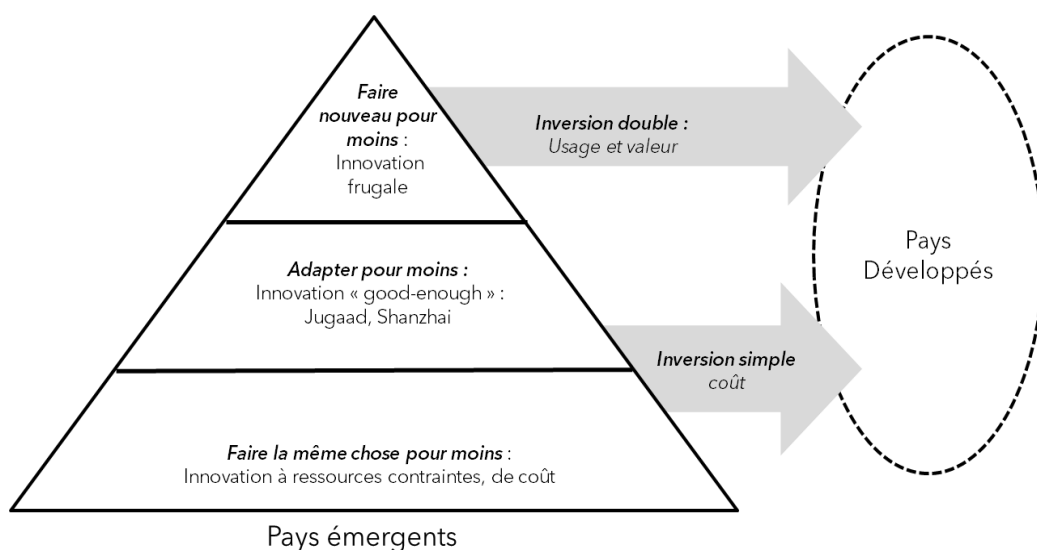 Faire
nouveau pour
moins :
Innovation
frugale
Inversion double :
Usage et valeur
Adapter pour moins :
Innovation « good-enough » :
Jugaad, Shanzhai
Pays
Développés
Inversion simple
coût
Faire la même chose pour moins :
Innovation à ressources contraintes, de coût
Pays émergents